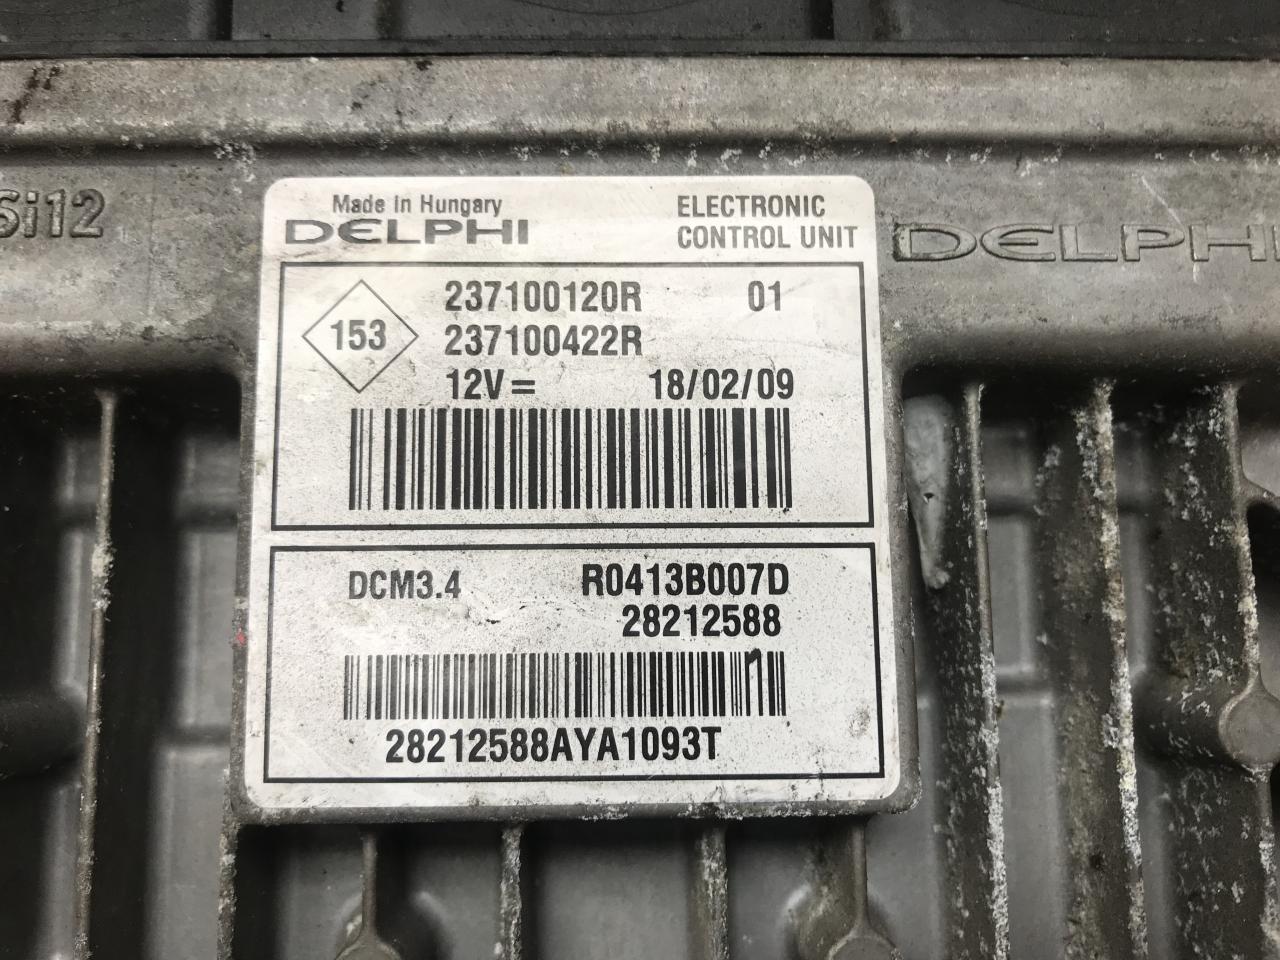 Made In Hungary
DELPHI
ELECTRONIC
CONTROL UNIT
Si12
DELPHI
153
237100120R 01
237100422R
12V= 18/02/09
DCM3.4 R0413B007D
28212588
28212588AYA1093T